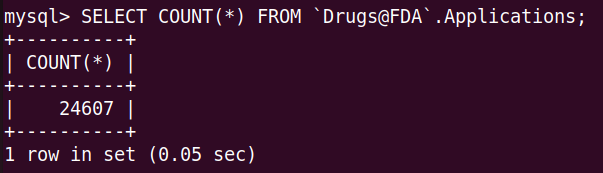 mysql> SELECT COUNT(*) FROM `Drugs@FDA`.Applications;
+----------+
| COUNT(*) |
+----------+
|    24607 |
+----------+
1 row in set (0.05 sec)